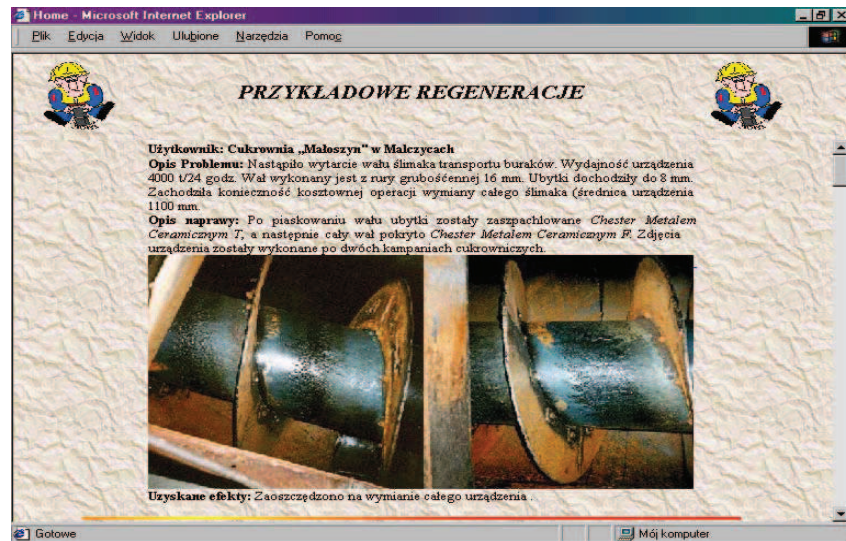 Home - Microsoft Internet Explorer
Plik Edycja Widok Ulubione Narzędzia Pomoc
PRZYKŁADOWE REGENERACJE
Użytkownik: Cukrownia „Małoszyn" w Malczycach
Opis Problemu: Nastąpiło wytarcie wału ślimaka transportu buraków. Wydajność urządzenia
4000 t/24 godz. Wał wykonany jest z rury grubościennej 16 mm. Ubytki dochodziły do 8 mm.
Zachodziła konieczność kosztownej operacji wymiany całego ślimaka (średnica urządzenia
1100 mm.
Opis naprawy: Po piaskowaniu wału ubytki zostały zaszpachlowane Chester Metalem
Ceramicznym T, a następnie cały wał pokryto Chester Metalem Ceramicznym F. Zdjęcia
urządzenia zostały wykonane po dwóch kampaniach cukrowniczych.
Uzyskane efekty: Zaoszczędzono na wymianie całego urządzenia .
Gotowe Mój komputer